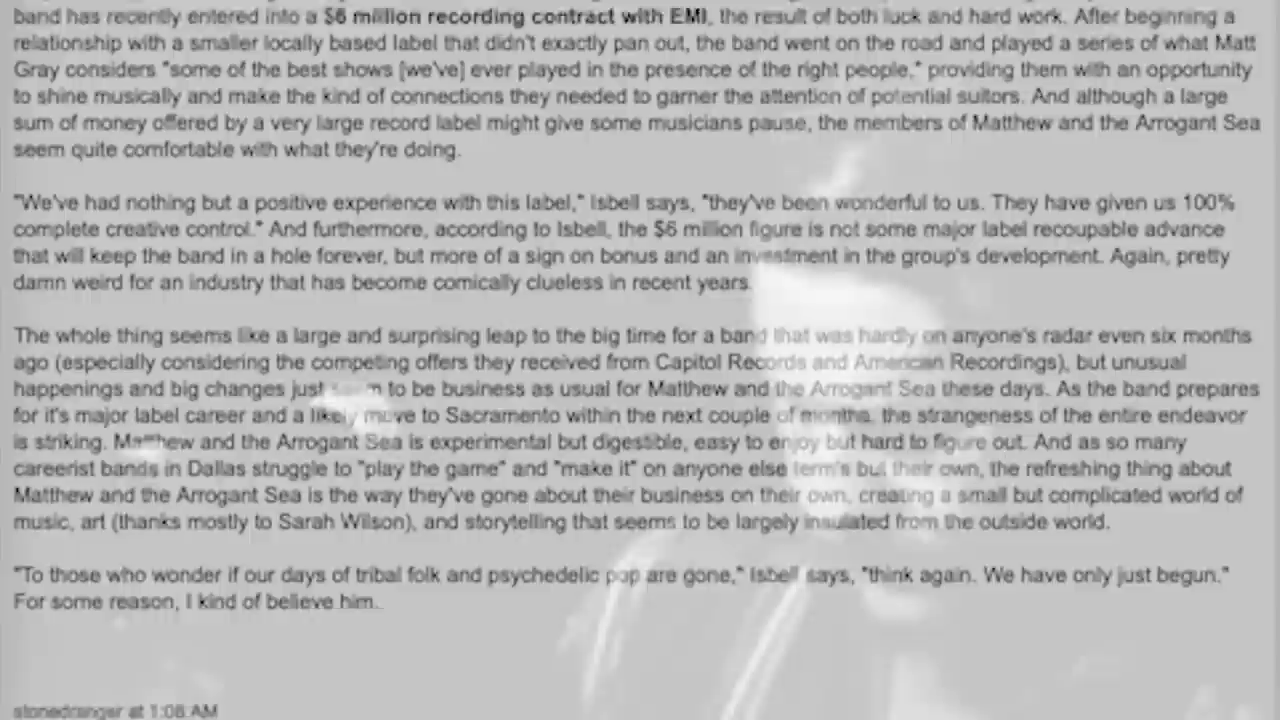 band has recently entered into a $6 million recording contract with EMI, the result of both luck and hard work. After beginning a
relationship with a smaller locally based label that didn't exactly pan out, the band went on the road and played a series of what Matt
Gray considers "some of the best shows [we've] ever played in the presence of the right people," providing them with an opportunity
to shine musically and make the kind of connections they needed to garner the attention of potential suitors. And although a large
sum of money offered by a very large record label might give some musicians pause, the members of Matthew and the Arrogant Sea
seem quite comfortable with what they're doing.
"We've had nothing but a positive experience with this label," Isbell says, "they've been wonderful to us. They have given us 100%
complete creative control." And furthermore, according to Isbell, the $6 million figure is not some major label recoupable advance
that will keep the band in a hole forever, but more of a sign on bonus and an investment in the group's development. Again, pretty
damn weird for an industry that has become comically clueless in recent years.
The whole thing seems like a large and surprising leap to the big time for a band that was hardly on anyone's radar even six months
ago (especially considering the competing offers they received from Capitol Records and American Recordings), but unusual
happenings and big changes just seem to be business as usual for Matthew and the Arrogant Sea these days. As the band prepares
for it's major label career and a likely move to Sacramento within the next couple of months, the strangeness of the entire endeavor
is striking. Matthew and the Arrogant Sea is experimental but digestible, easy to enjoy but hard to figure out. And as so many
careerist bands in Dallas struggle to "play the game" and "make it" on anyone else term's but their own, the refreshing thing about
Matthew and the Arrogant Sea is the way they've gone about their business on their own, creating a small but complicated world of
music, art (thanks mostly to Sarah Wilson), and storytelling that seems to be largely insulated from the outside world.
"To those who wonder if our days of tribal folk and psychedelic pop are gone," Isbell says, "think again. We have only just begun."
For some reason, I kind of believe him.
stonedranger at 1:08 AM